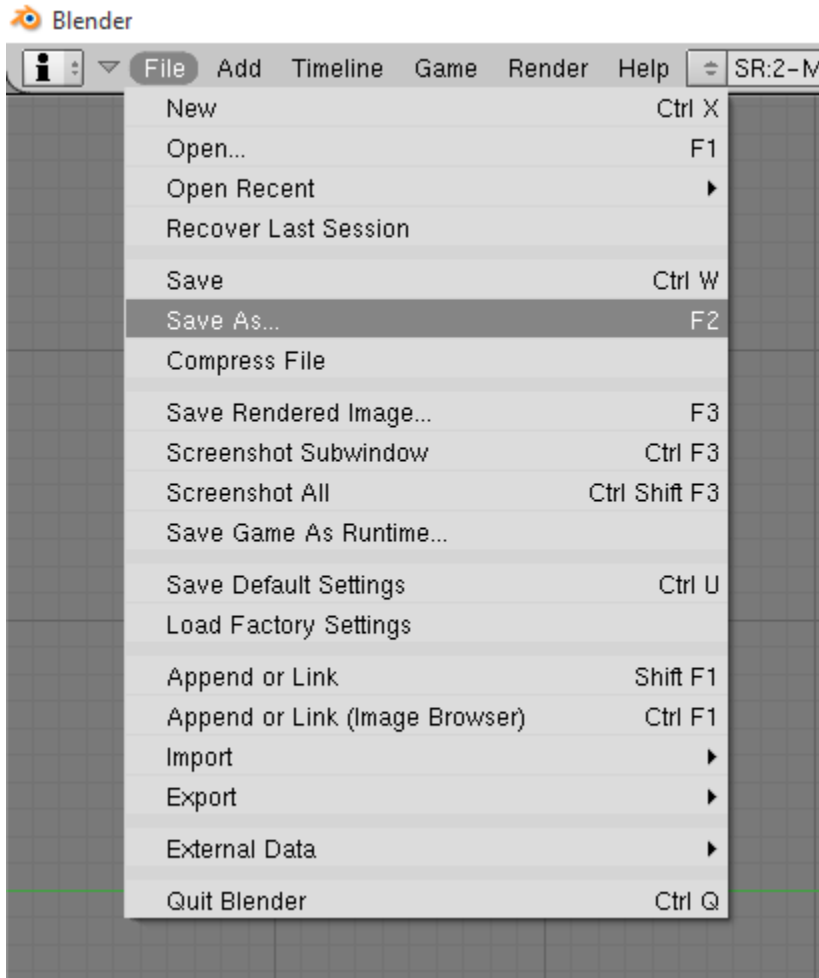 Blender
File Add Timeline Game Render Help SR:2-M
New Ctrl X
Open... F1
Open Recent
Recover Last Session
Save Ctrl W
Save As... F2
Compress File
Save Rendered Image... F3
Screenshot Subwindow Ctrl F3
Screenshot All Ctrl Shift F3
Save Game As Runtime...
Save Default Settings Ctrl U
Load Factory Settings
Append or Link Shift F1
Append or Link (Image Browser) Ctrl F1
Import
Export
External Data
Quit Blender Ctrl Q